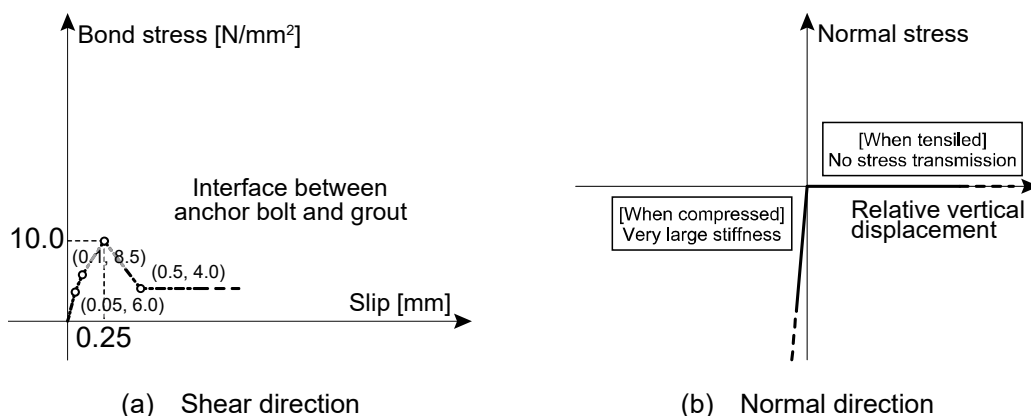 Bond stress [N/mm²]
Interface between
anchor bolt and grout
10.0
(0.1, 8.5)
(0.5, 4.0)
(0.05, 6.0)
Slip [mm]
0.25
(a) Shear direction
Normal stress
[When tensiled]
No stress transmission
[When compressed]
Very large stiffness
Relative vertical
displacement
(b) Normal direction